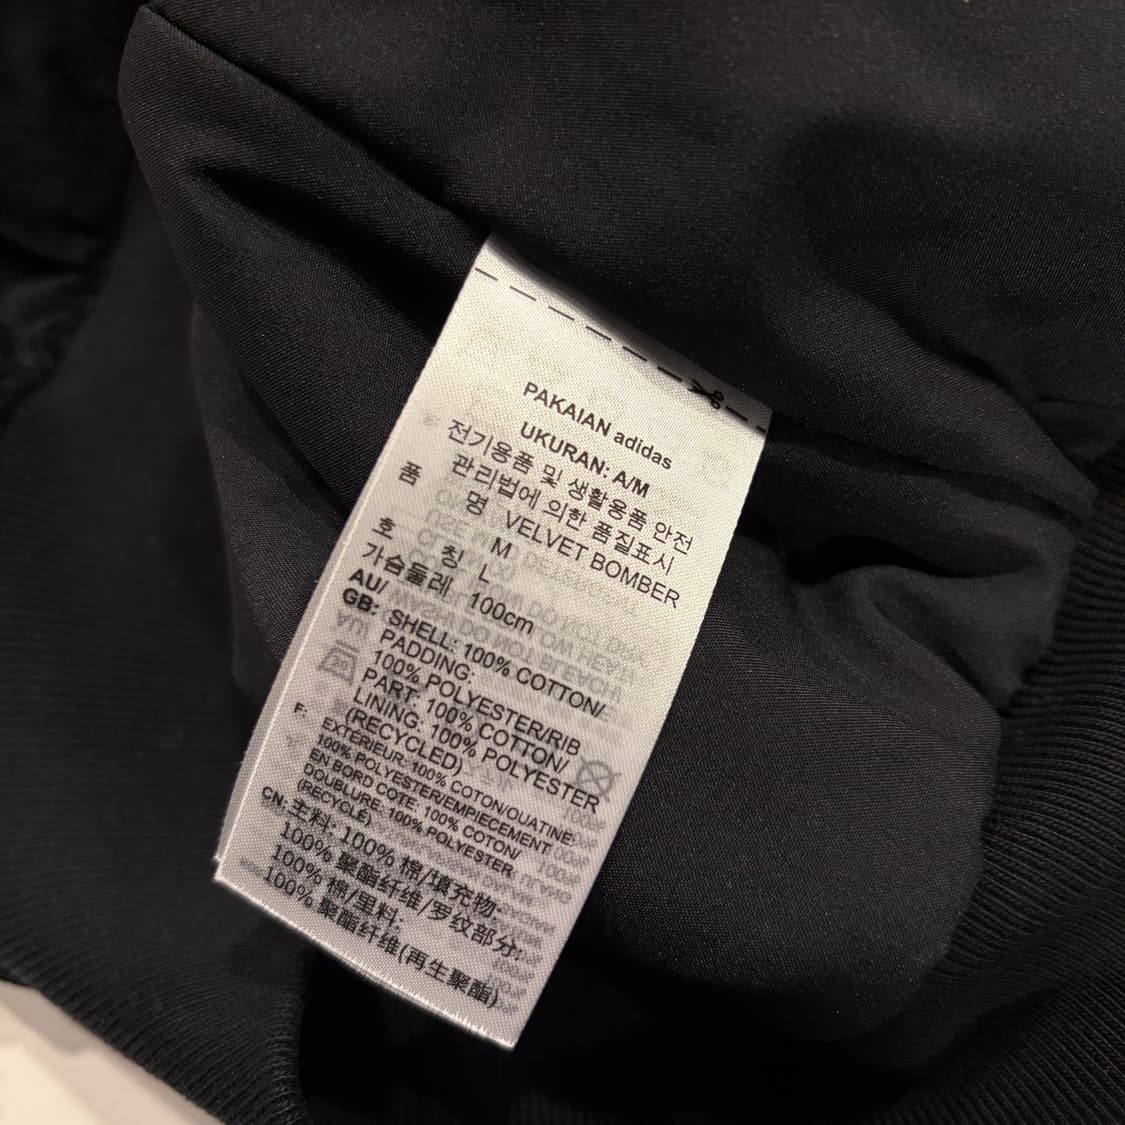 PAKAIAN adidas
UKURAN: A/M
전기용품 및 생활용품 안전
관리법에 의한 품질표시
품 명 VELVET BOMBER
M
호 칭 L
가슴둘레 100cm
AU/
GB: SHELL: 100% COTTON/
PADDING:
100% POLYESTER/RIB
PART: 100% COTTON/
LINING: 100% POLYESTER
(RECYCLED)
F: EXTÉRIEUR: 100% COTON/OUATINE:
100% POLYESTER/EMPIECEMENT
EN BORD COTE: 100% COTON/
DOUBLURE: 100% POLYESTER
(RECYCLÉ)
CN: 主料: 100% 棉/填充物:
100% 聚酯纤维/罗纹部分:
100% 棉/里料:
100% 聚酯纤维(再生聚酯)